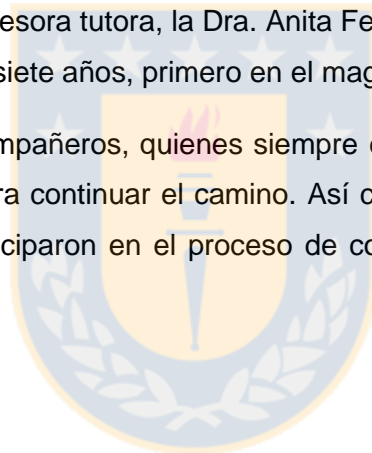 esora tutora, la Dra. Anita Fe
siete años, primero en el mag
mpañeros, quienes siempre
ra continuar el camino. Así
ciparon en el proceso de co